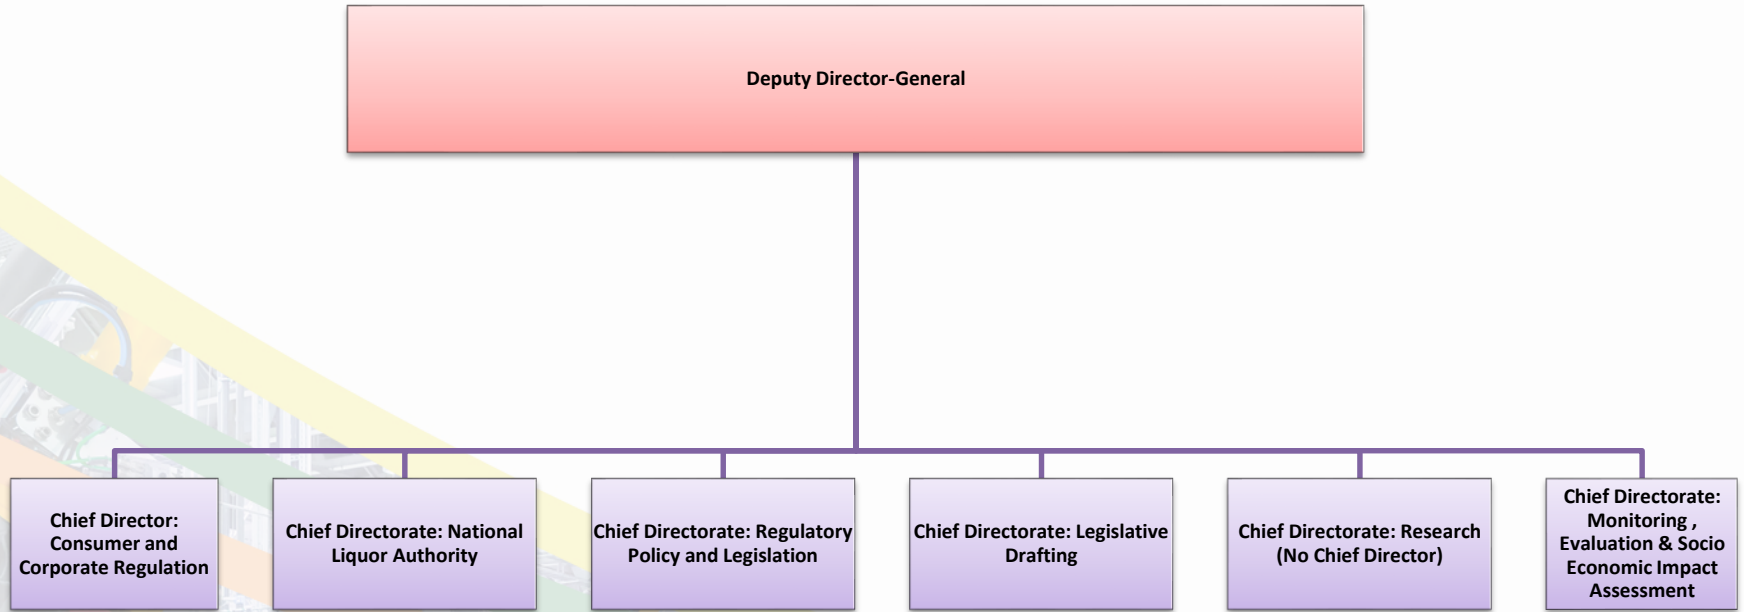 Deputy Director-General
Chief Director:
Consumer and
Corporate Regulation
Chief Directorate: National
Liquor Authority
Chief Directorate: Regulatory
Policy and Legislation
Chief Directorate: Legislative
Drafting
Chief Directorate: Research
(No Chief Director)
Chief Directorate:
Monitoring ,
Evaluation & Socio
Economic Impact
Assessment